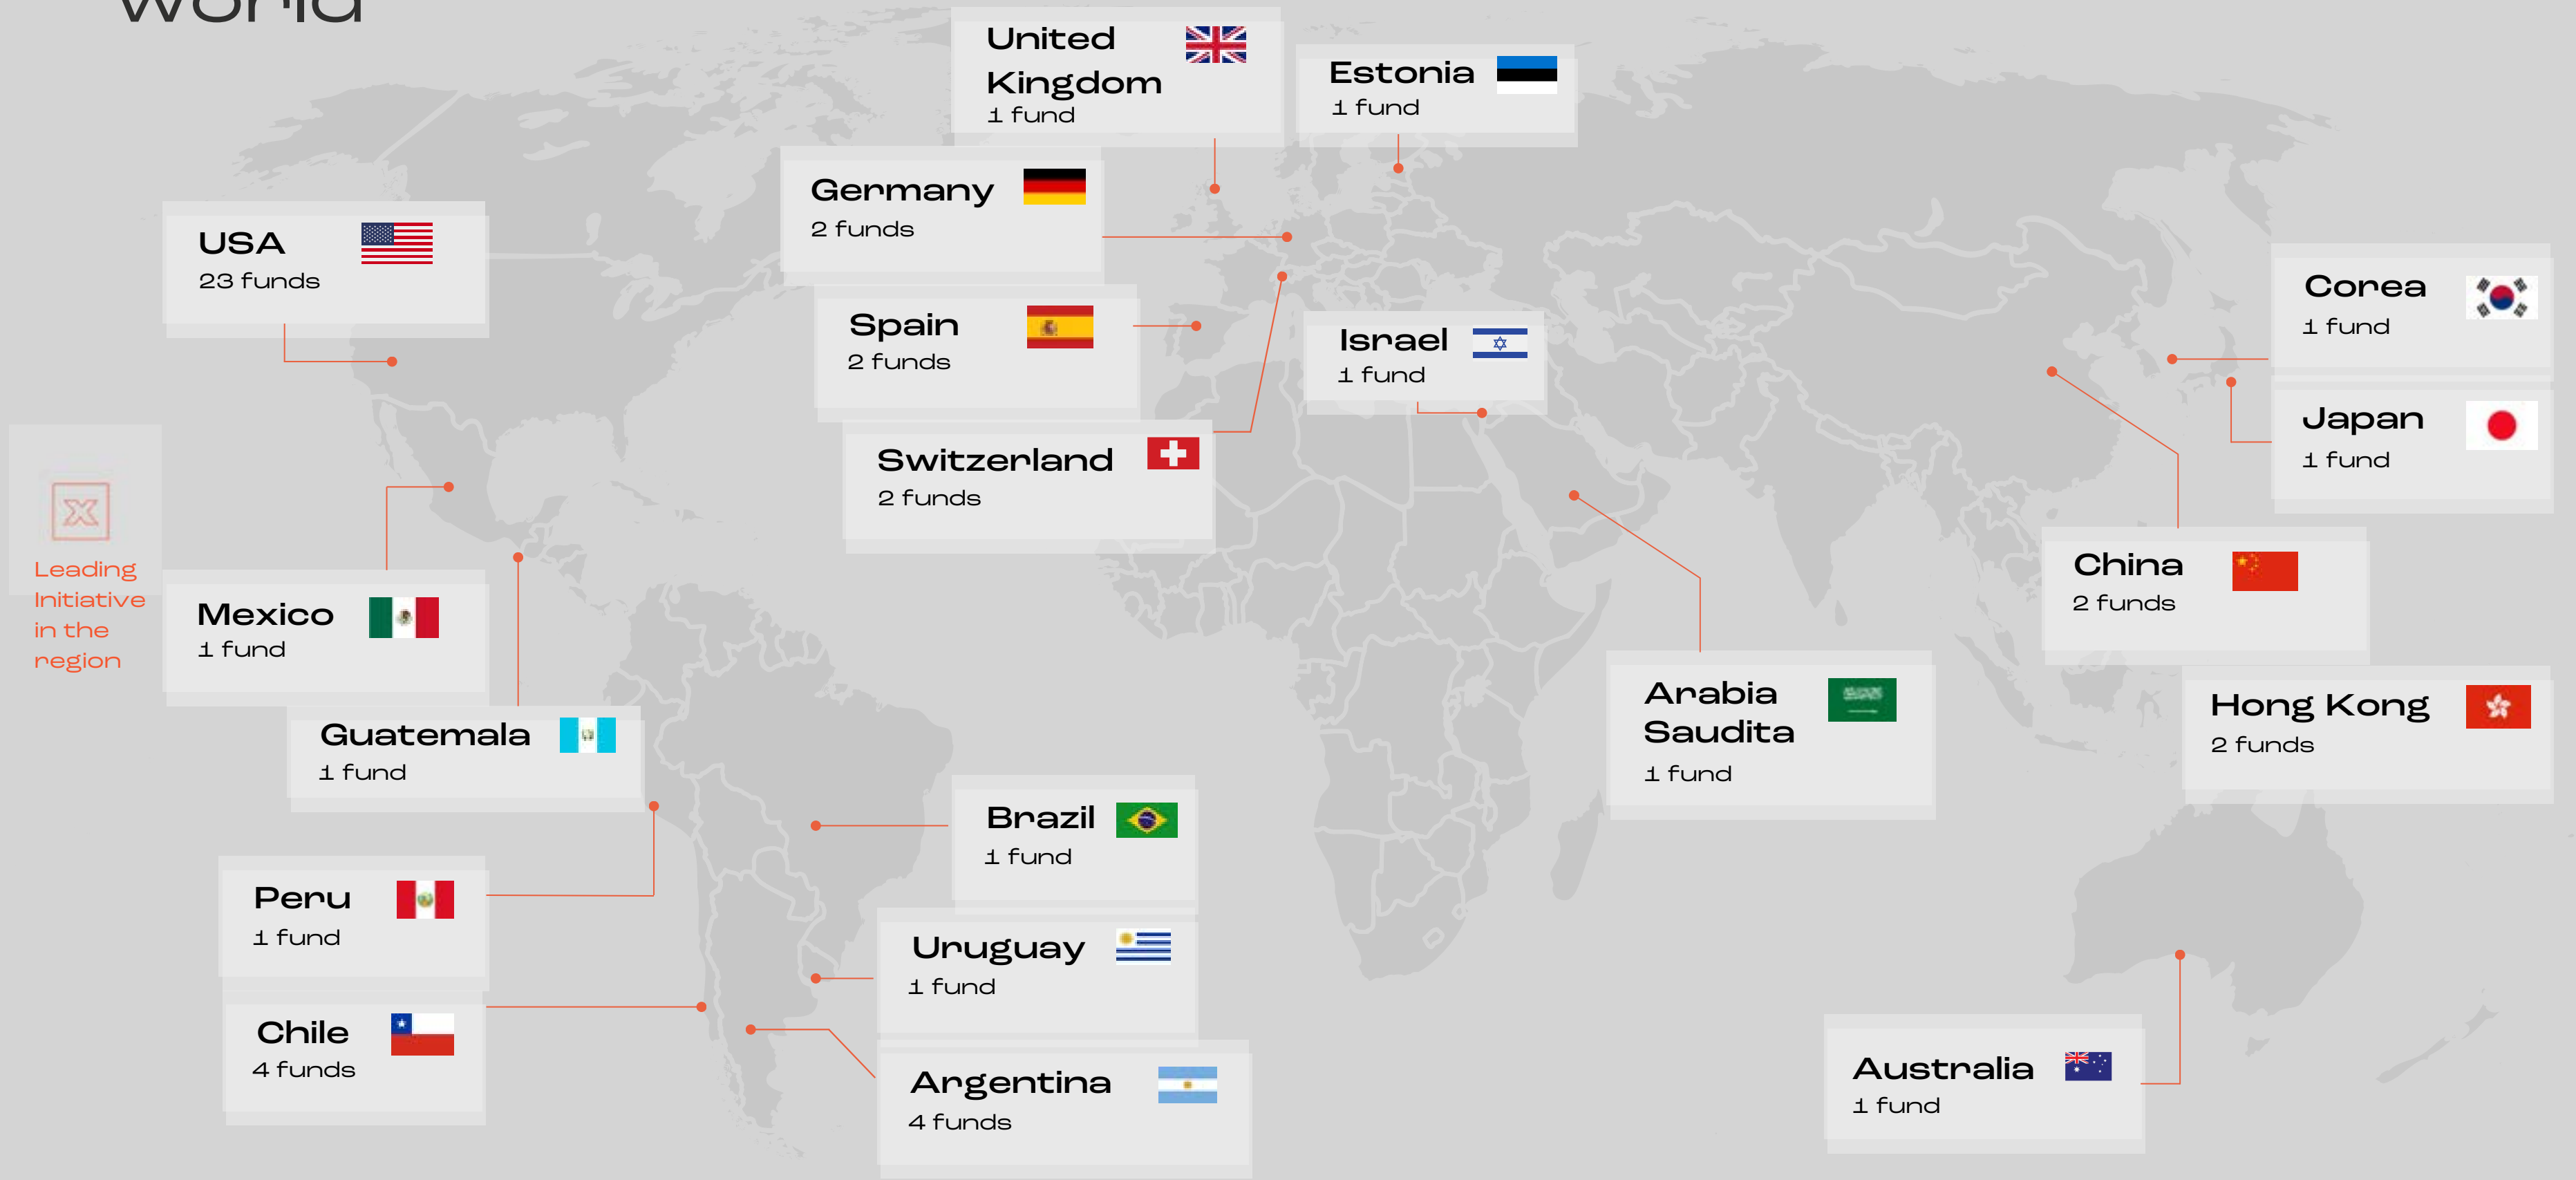 world
United
Kingdom
1 fund
Estonia
1 fund
Germany
2 funds
USA
23 funds
Corea
1 fund
Spain
2 funds
Israel
1 fund
Japan
1 fund
Switzerland
2 funds
Leading
Initiative
in the
region
Mexico
1 fund
China
2 funds
Guatemala
1 fund
Arabia
Saudita
1 fund
Hong Kong
2 funds
Brazil
1 fund
Peru
1 fund
Uruguay
1 fund
Chile
4 funds
Argentina
4 funds
Australia
1 fund